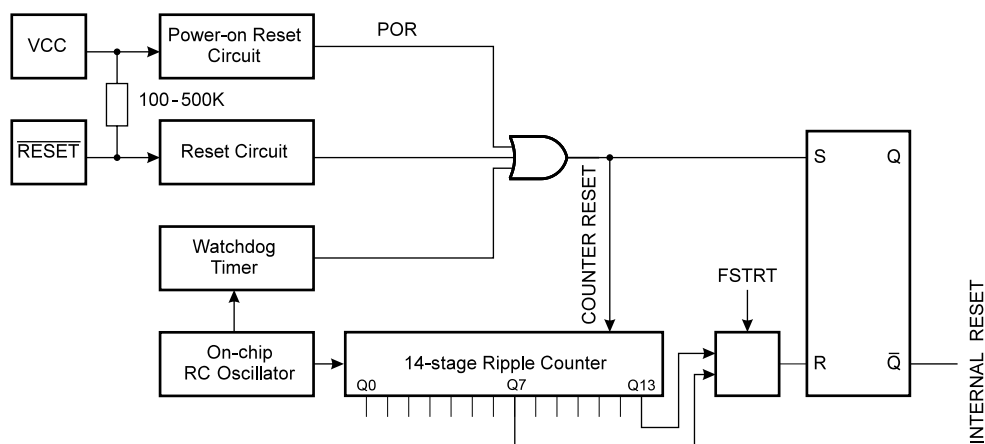 VCC
Power-on Reset
Circuit
POR
100-500K
RESET
Reset Circuit
COUNTER RESET
S
Q
Watchdog
Timer
FSTRT
On-chip
RC Oscillator
14-stage Ripple Counter
Q0
Q7
Q13
R
Q̅
INTERNAL RESET